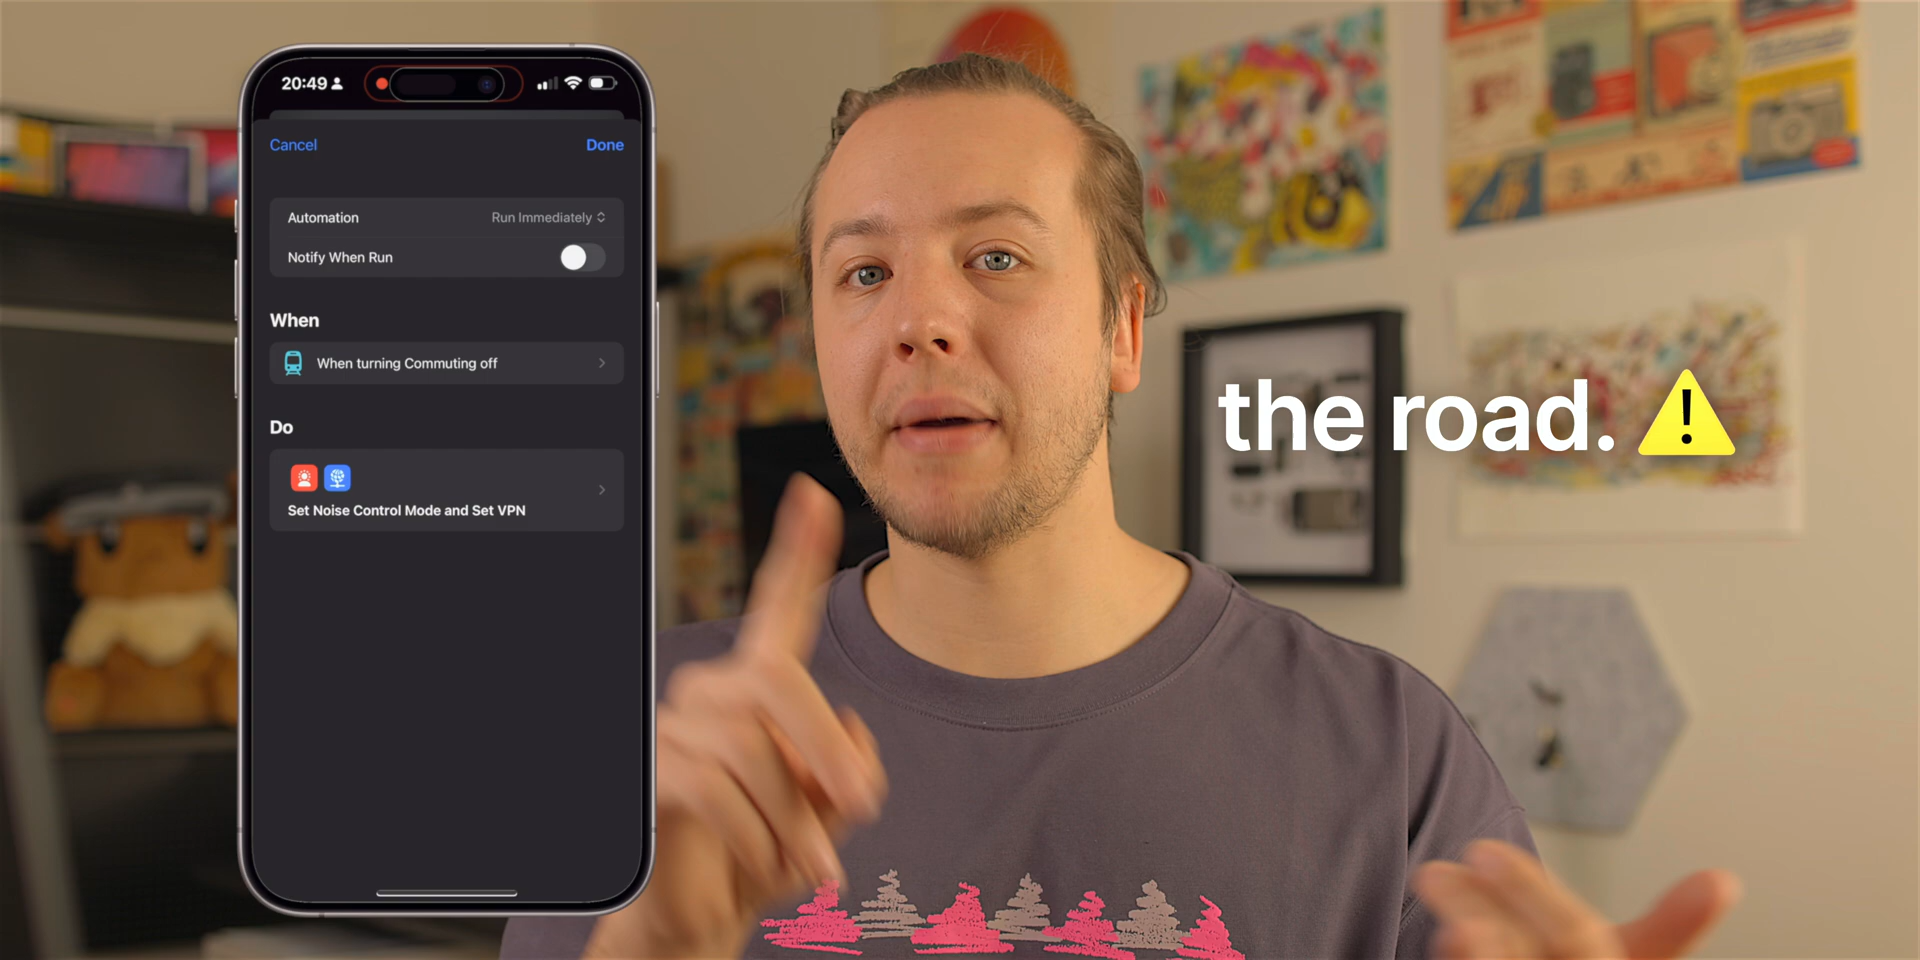 20:49
Cancel
Done
Automation
Run Immediately
Notify When Run
When
When turning Commuting off
Do
Set Noise Control Mode and Set VPN
the road. ⚠️